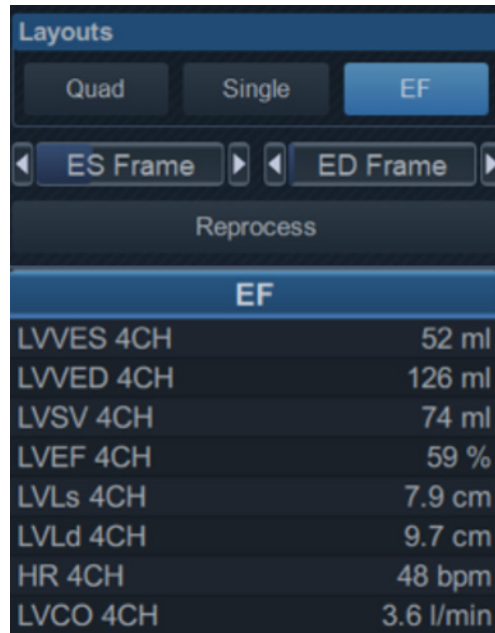 Layouts
Quad Single EF
ES Frame ED Frame
Reprocess
EF
LVVES 4CH 52 ml
LVVED 4CH 126 ml
LVSV 4CH 74 ml
LVEF 4CH 59 %
LVLs 4CH 7.9 cm
LVLd 4CH 9.7 cm
HR 4CH 48 bpm
LVCO 4CH 3.6 l/min